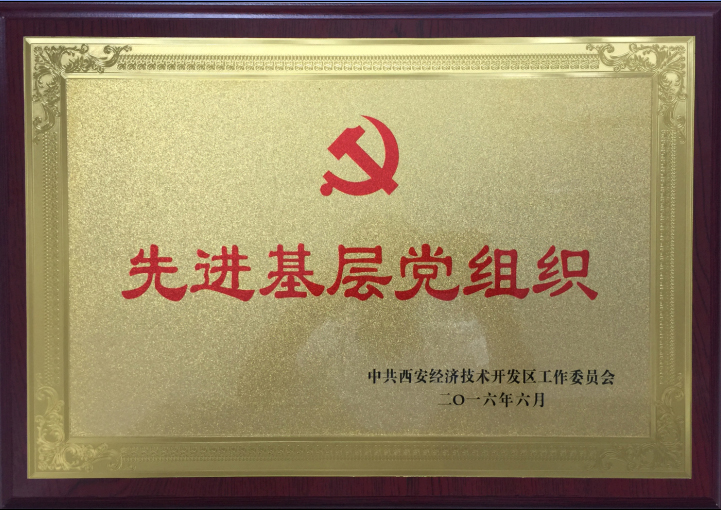 先进基层党组织
中共西安经济技术开发区工作委员会
二〇一六年六月